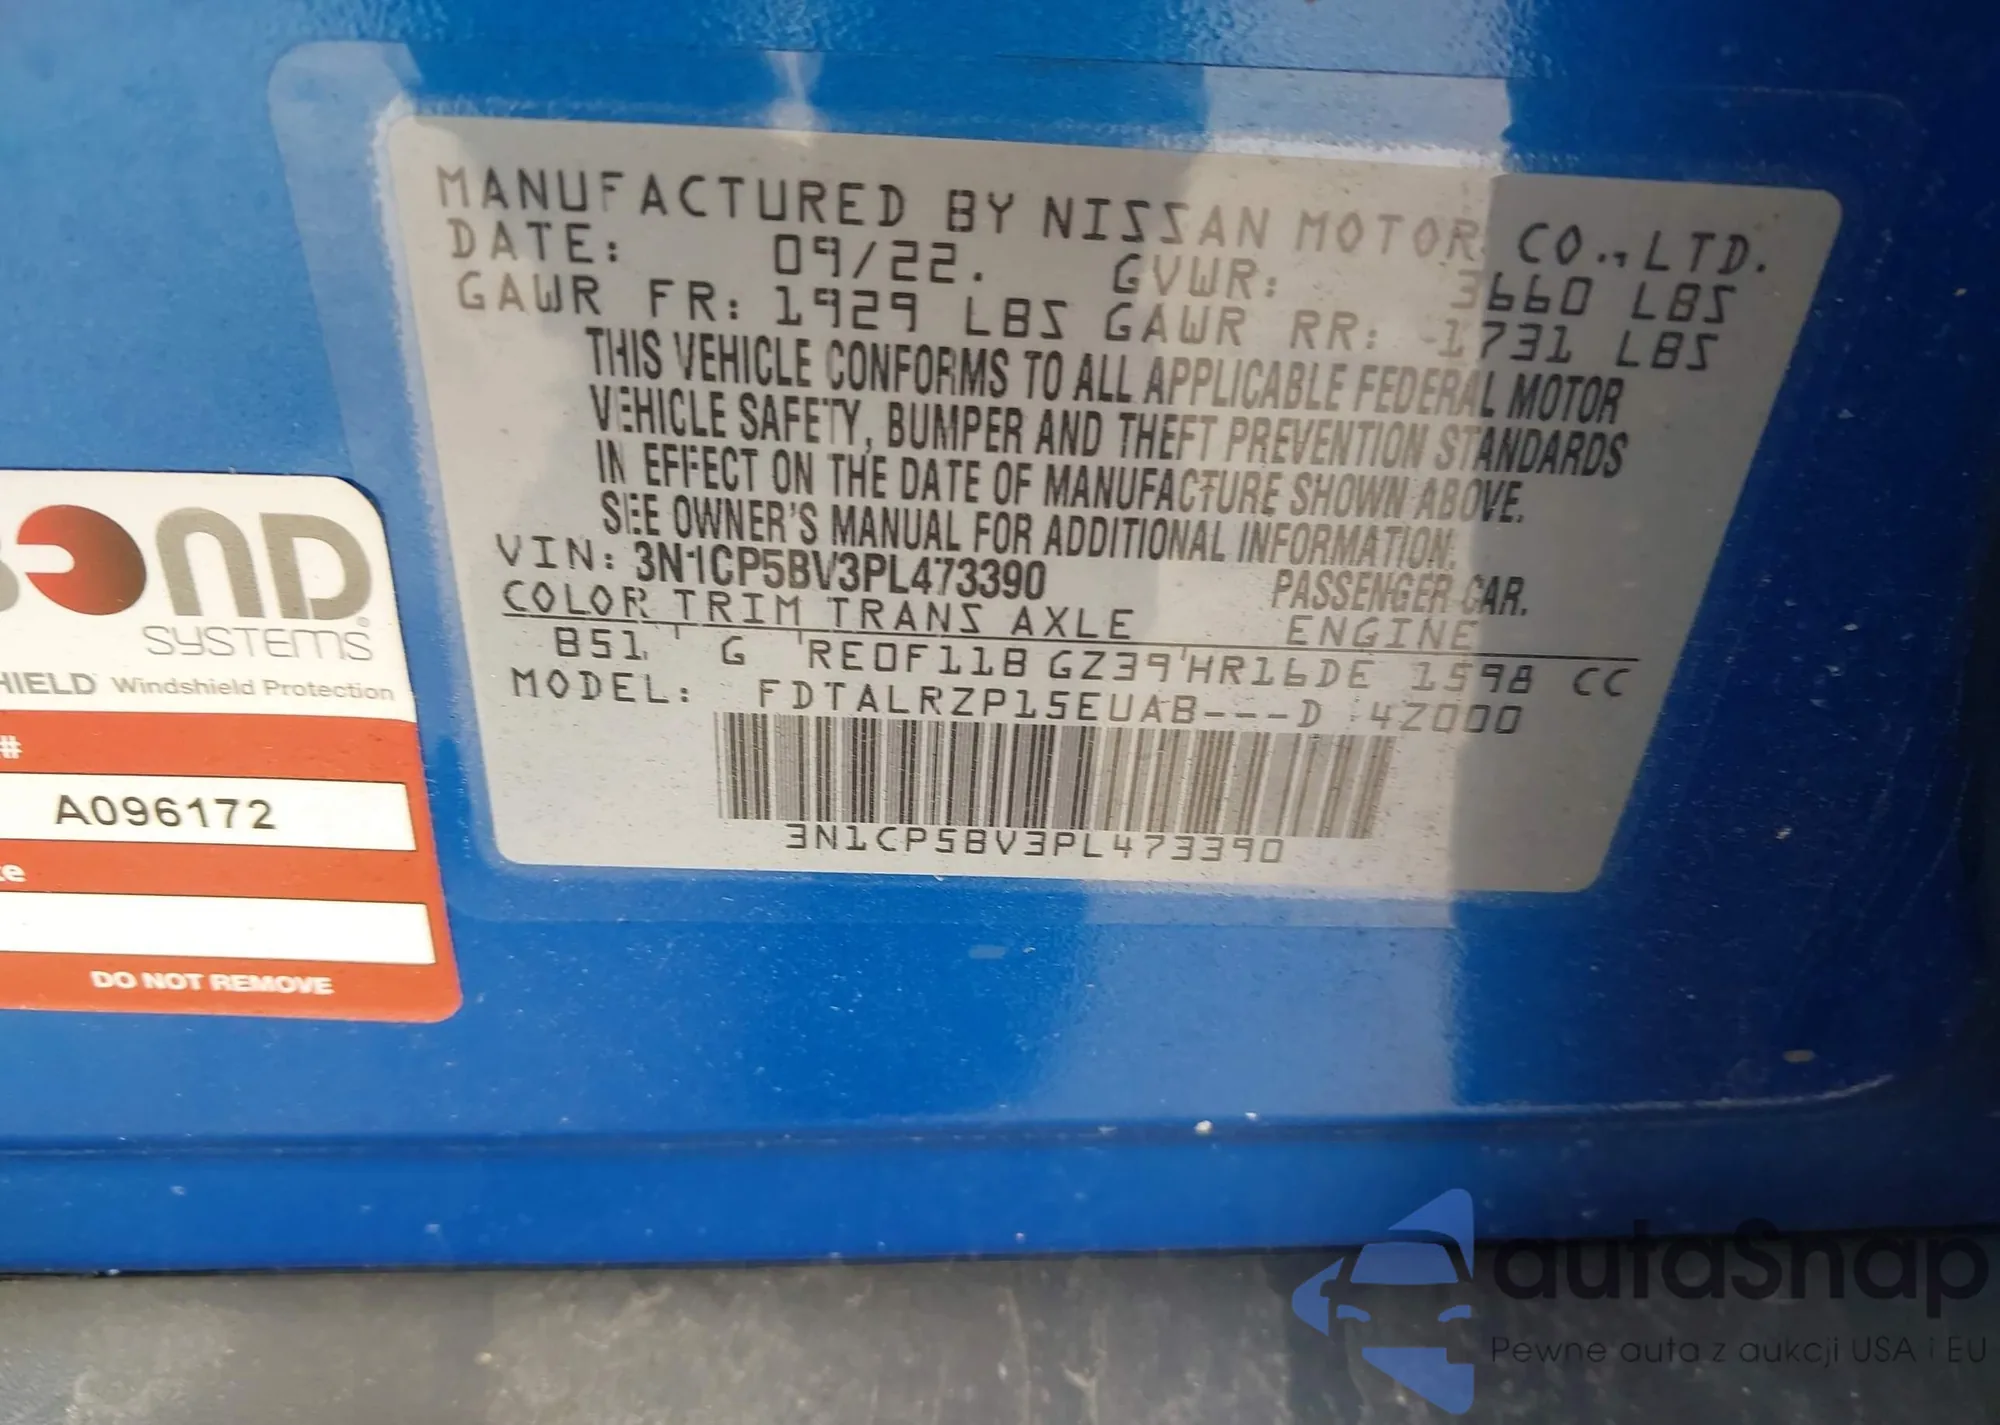 MANUFACTURED BY NISSAN MOTOR CO., LTD.
DATE: 09/22. GVWR: 3660 LBS
GAWR FR: 1929 LBS GAWR RR: 1731 LBS
THIS VEHICLE CONFORMS TO ALL APPLICABLE FEDERAL MOTOR
VEHICLE SAFETY, BUMPER AND THEFT PREVENTION STANDARDS
IN EFFECT ON THE DATE OF MANUFACTURE SHOWN ABOVE.
SEE OWNER'S MANUAL FOR ADDITIONAL INFORMATION.
VIN: 3N1CP5BV3PL473390 PASSENGER CAR.
COLOR TRIM TRANS AXLE ENGINE
B51 G RE0F11B GZ39 HR16DE 1598 CC
MODEL: FDTALRZP15EUAB---D 4Z000
3N1CP5BV3PL473390
BOND
SYSTEMS
HIELD Windshield Protection
#
A096172
te
DO NOT REMOVE
autaSnap
Pewne auta z aukcji USA i EU